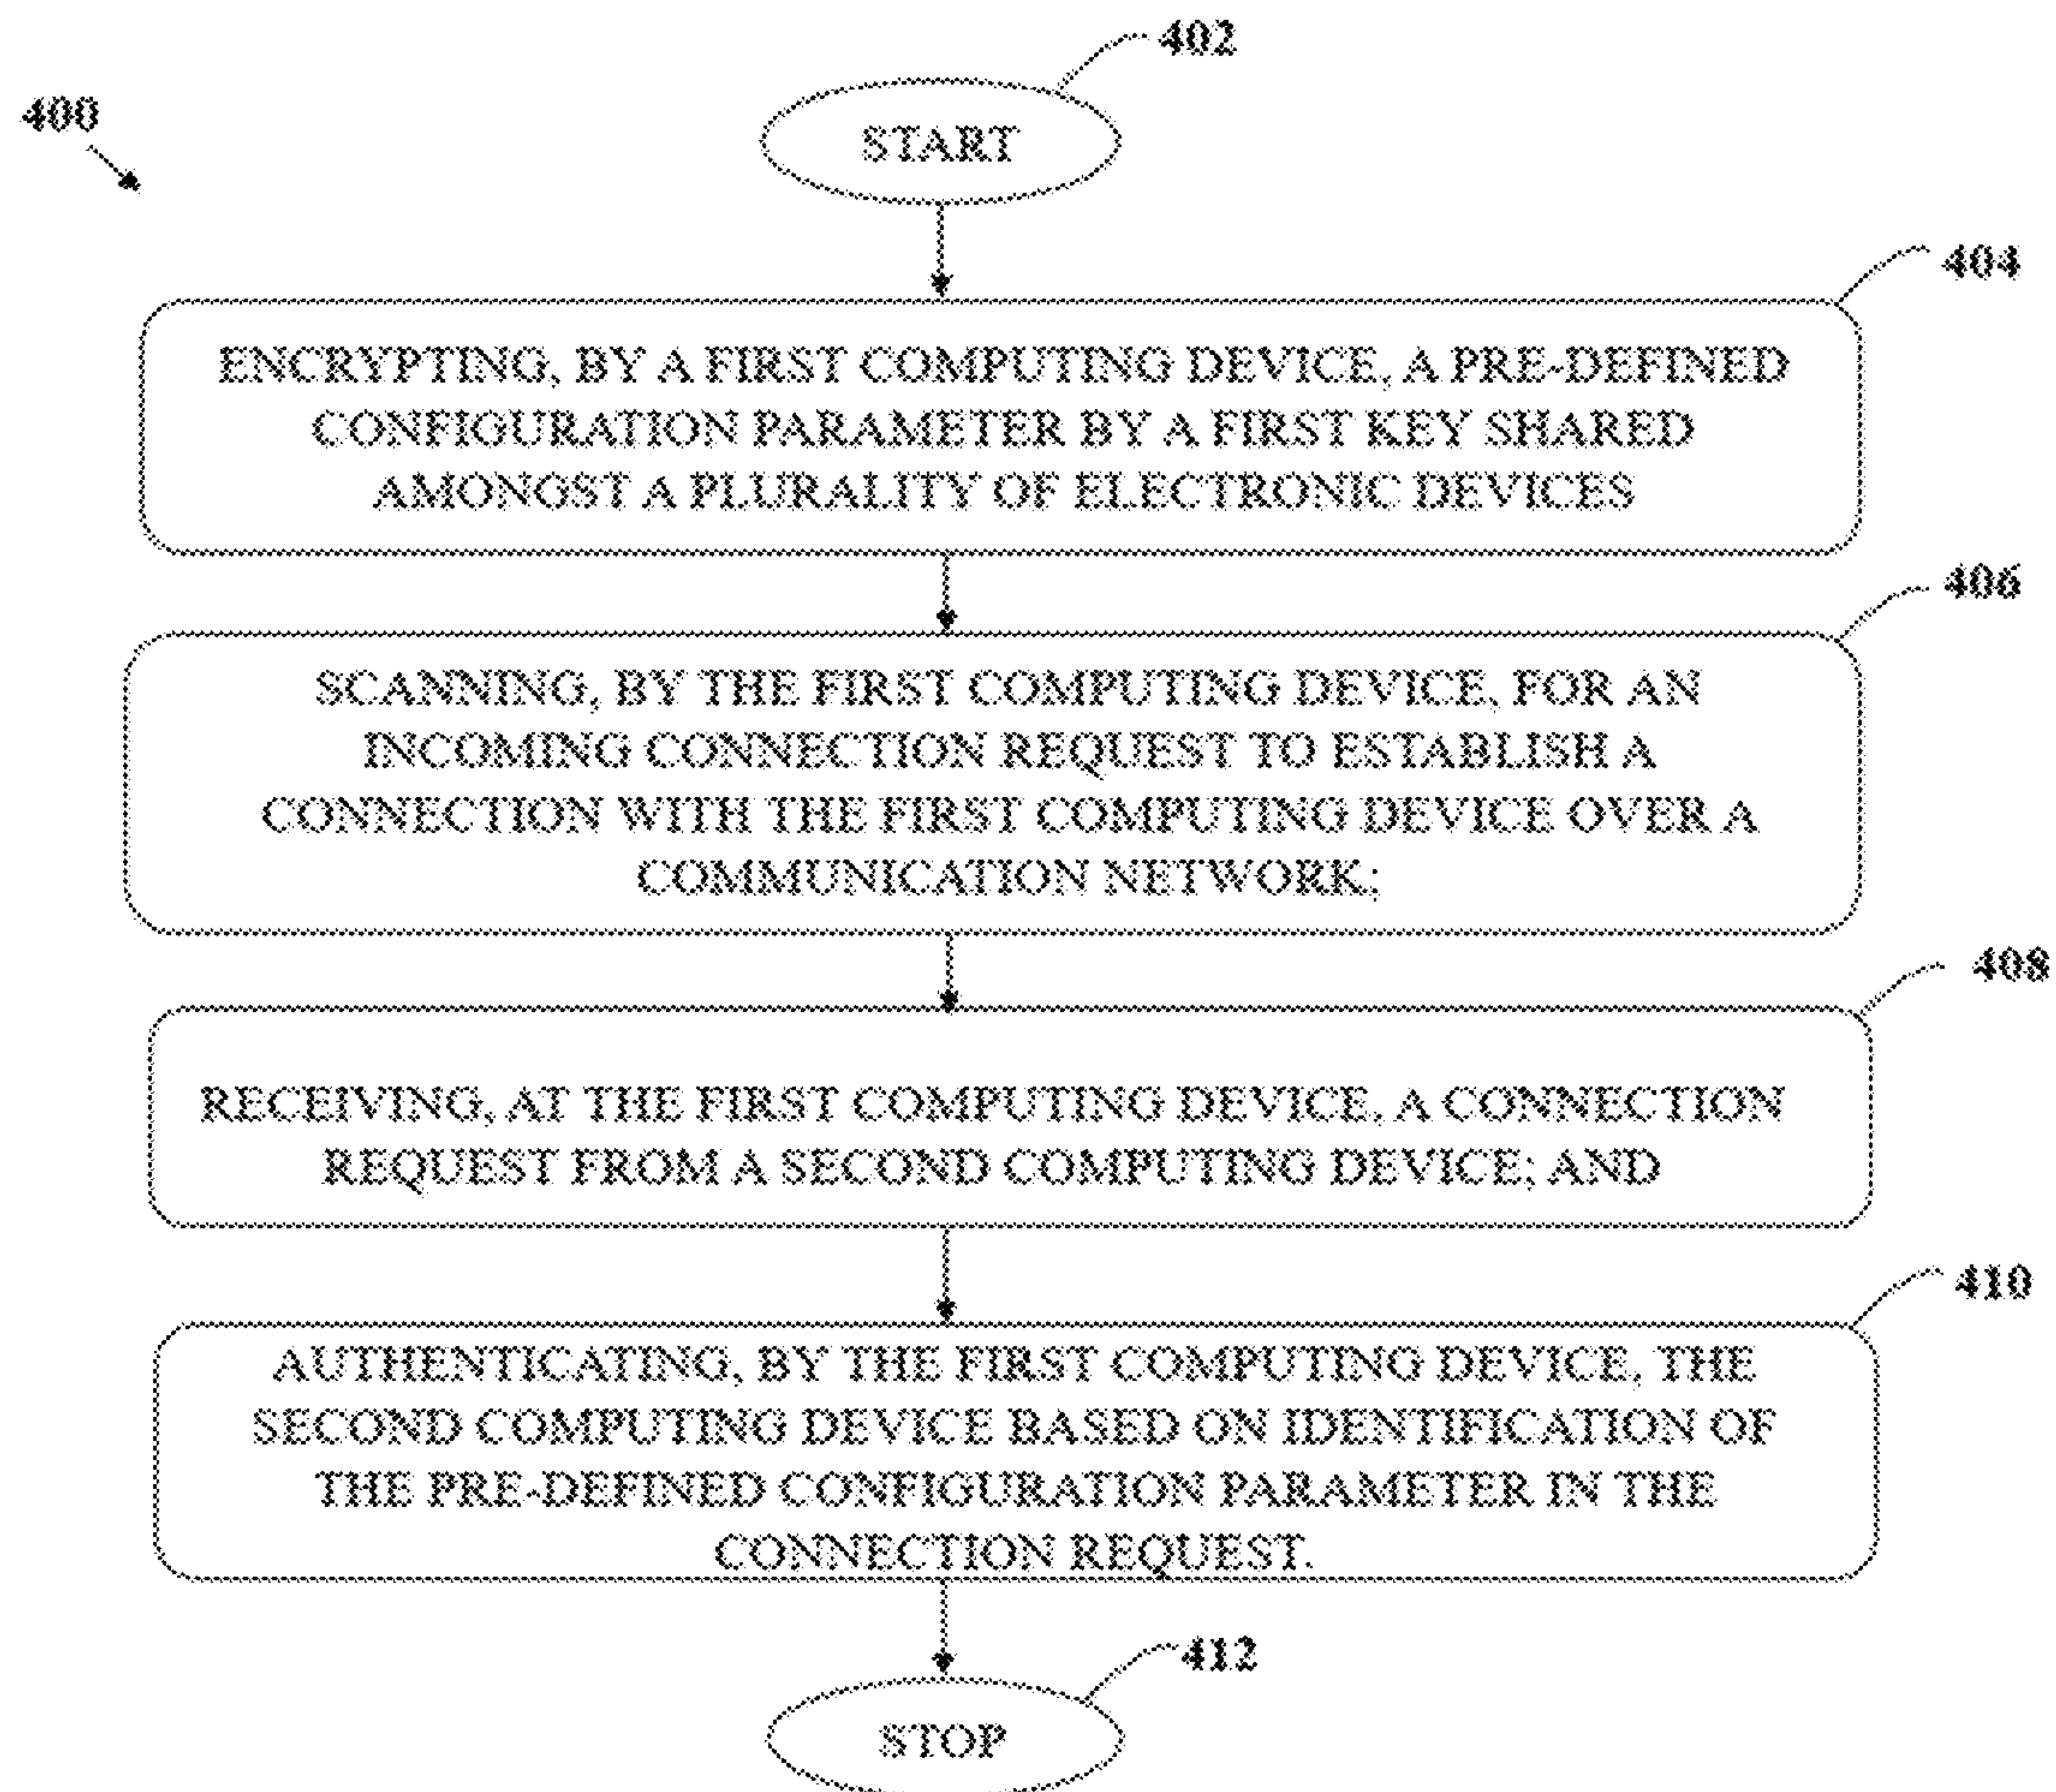 402
400
START
404
ENCRYPTING, BY A FIRST COMPUTING DEVICE, A PRE-DEFINED
CONFIGURATION PARAMETER BY A FIRST KEY SHARED
AMONGST A PLURALITY OF ELECTRONIC DEVICES
406
SCANNING, BY THE FIRST COMPUTING DEVICE, FOR AN
INCOMING CONNECTION REQUEST TO ESTABLISH A
CONNECTION WITH THE FIRST COMPUTING DEVICE OVER A
COMMUNICATION NETWORK;
408
RECEIVING, AT THE FIRST COMPUTING DEVICE, A CONNECTION
REQUEST FROM A SECOND COMPUTING DEVICE; AND
410
AUTHENTICATING, BY THE FIRST COMPUTING DEVICE, THE
SECOND COMPUTING DEVICE BASED ON IDENTIFICATION OF
THE PRE-DEFINED CONFIGURATION PARAMETER IN THE
CONNECTION REQUEST.
412
STOP